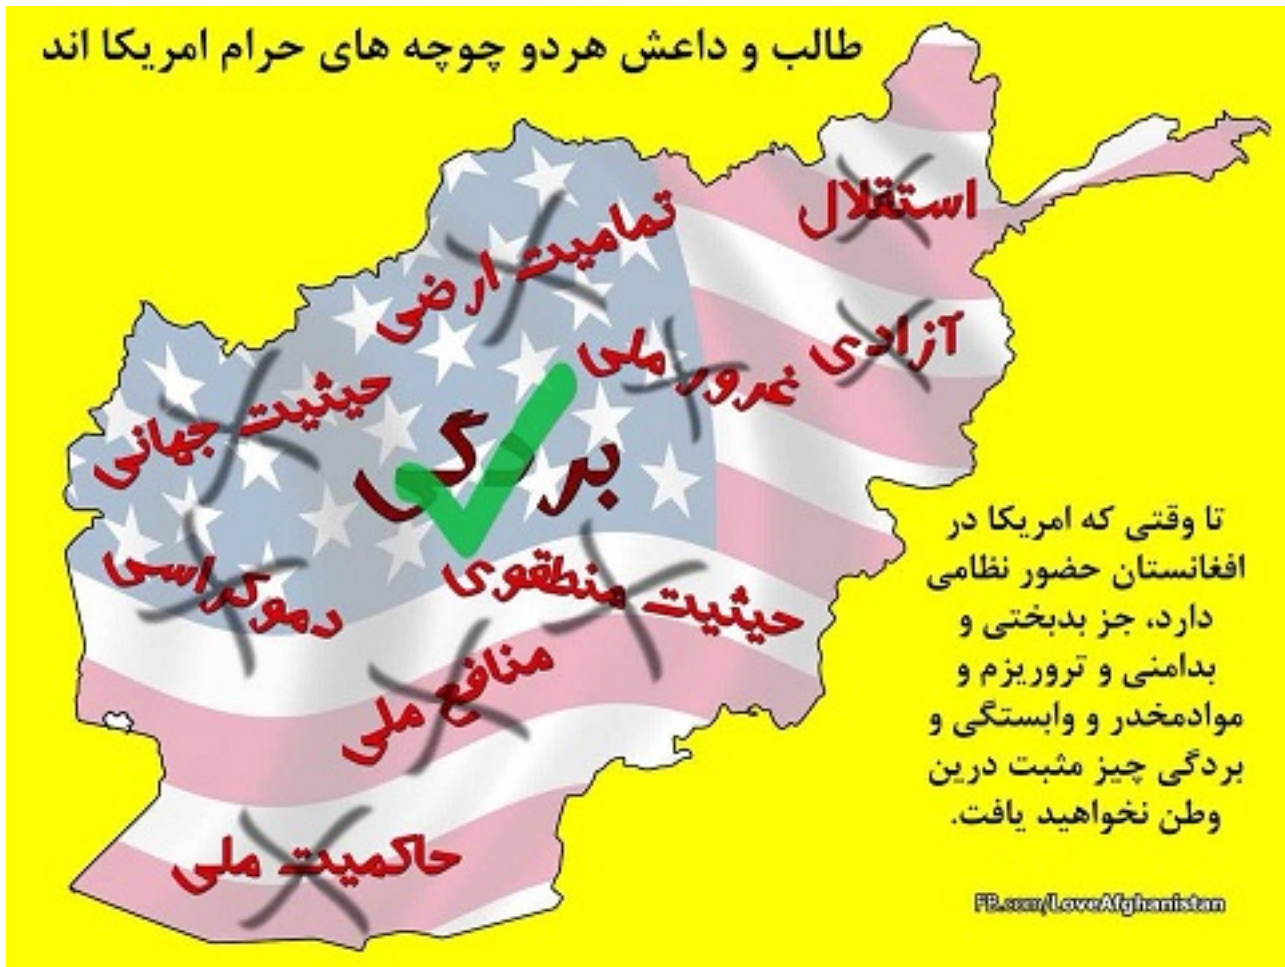 طالب و داعش هردو چوچه های حرام امریکا اند
استقلال
تمامیت ارضی
آزادی
غرور ملی
حیثیت جهانی
بردگی
دموکراسی
حیثیت منطقوی
منافع ملی
حاکمیت ملی
تا وقتی که امریکا در
افغانستان حضور نظامی
دارد، جز بدبختی و
بدامنی و تروریزم و
موادمخدر و وابستگی و
بردگی چیز مثبت درین
وطن نخواهید یافت.
FB.com/LoveAfghanistan